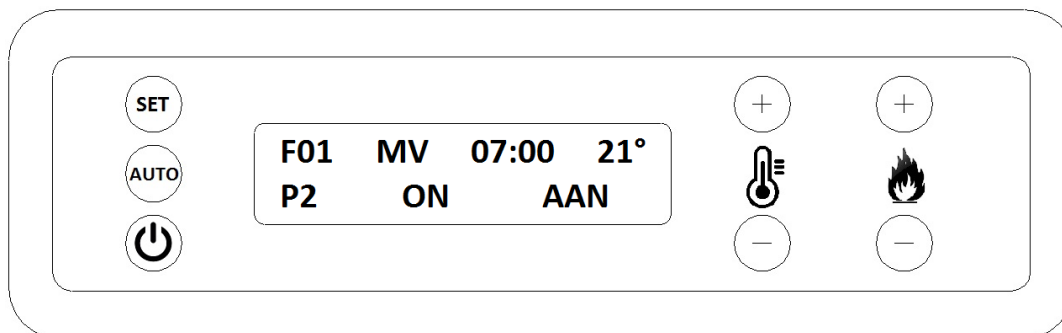 SET
AUTO
F01 MV 07:00 21°
P2 ON AAN
+
+
−
−